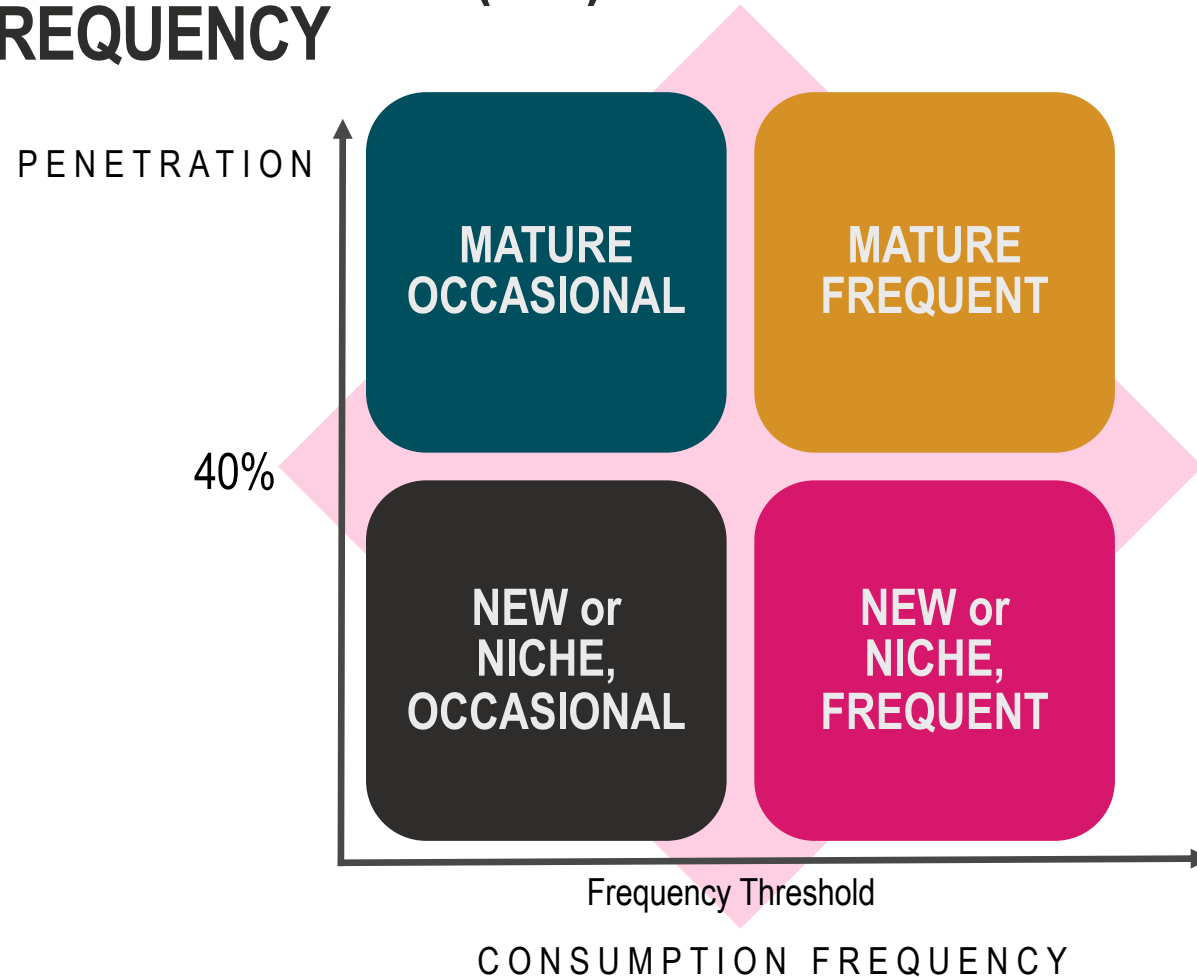 REQUENCY
PENETRATION
MATURE
OCCASIONAL
MATURE
FREQUENT
40%
NEW or
NICHE,
OCCASIONAL
NEW or
NICHE,
FREQUENT
Frequency Threshold
CONSUMPTION FREQUENCY